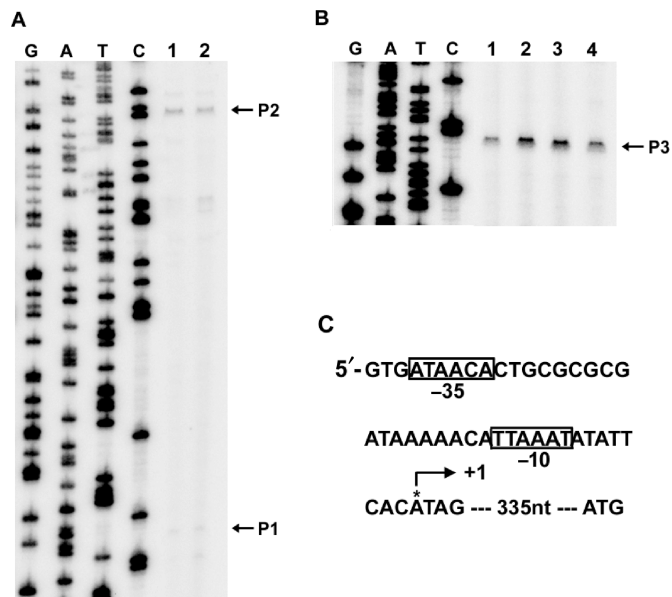 A
G A T C 1 2
P2
P1
B
G A T C 1 2 3 4
P3
C
5′-GTGATAACACTGCGCGCG
−35
ATAAAAACATTAAATATATT
−10
+1
*
CACATAG --- 335nt --- ATG